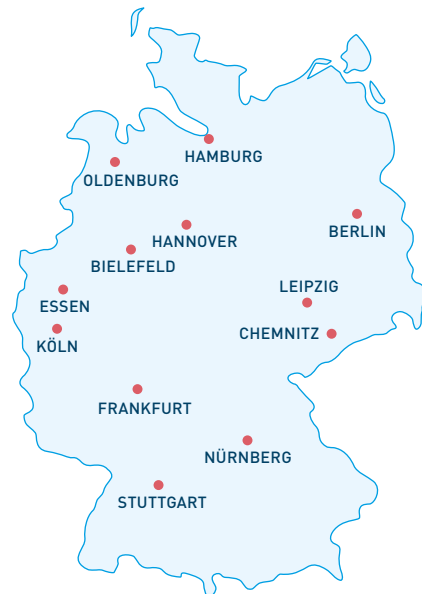 HAMBURG
OLDENBURG
BERLIN
HANNOVER
BIELEFELD
LEIPZIG
ESSEN
CHEMNITZ
KÖLN
FRANKFURT
NÜRNBERG
STUTTGART